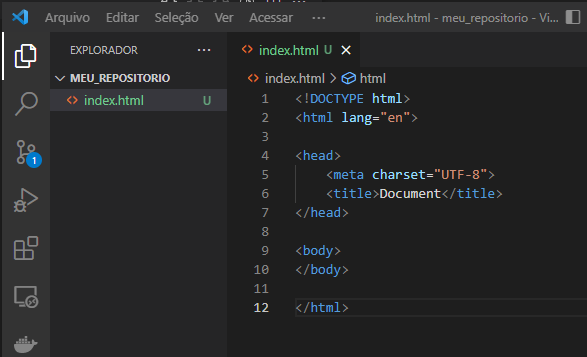 Arquivo Editar Seleção Ver Acessar ··· index.html - meu_repositorio - Vi...
EXPLORADOR ···
MEU_REPOSITORIO
<> index.html U
1
<> index.html U ×
<> index.html > html
1 <!DOCTYPE html>
2 <html lang="en">
3
4 <head>
5 <meta charset="UTF-8">
6 <title>Document</title>
7 </head>
8
9 <body>
10 </body>
11
12 </html>